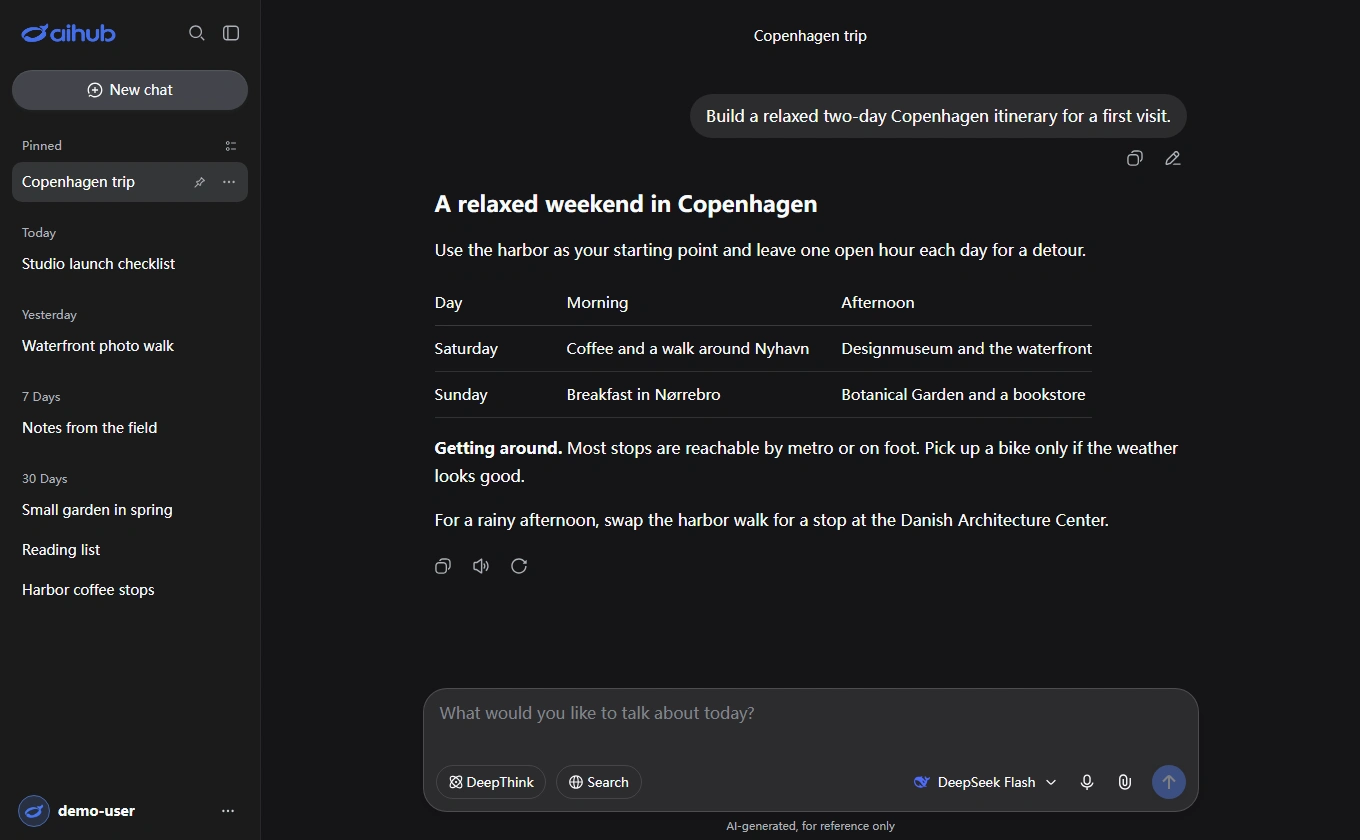 aihub
New chat
Pinned
Copenhagen trip
Today
Studio launch checklist
Yesterday
Waterfront photo walk
7 Days
Notes from the field
30 Days
Small garden in spring
Reading list
Harbor coffee stops
demo-user
Copenhagen trip
Build a relaxed two-day Copenhagen itinerary for a first visit.
A relaxed weekend in Copenhagen
Use the harbor as your starting point and leave one open hour each day for a detour.
Day Morning Afternoon
Saturday Coffee and a walk around Nyhavn Designmuseum and the waterfront
Sunday Breakfast in Nørrebro Botanical Garden and a bookstore
Getting around. Most stops are reachable by metro or on foot. Pick up a bike only if the weather
looks good.
For a rainy afternoon, swap the harbor walk for a stop at the Danish Architecture Center.
What would you like to talk about today?
DeepThink Search DeepSeek Flash
AI-generated, for reference only